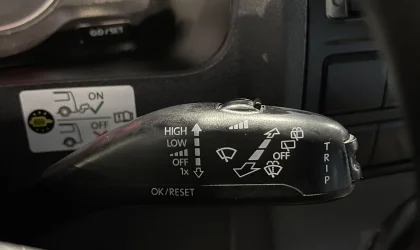 ON
OFF
HIGH
LOW
OFF
1x
OFF
TRIP
OK/RESET